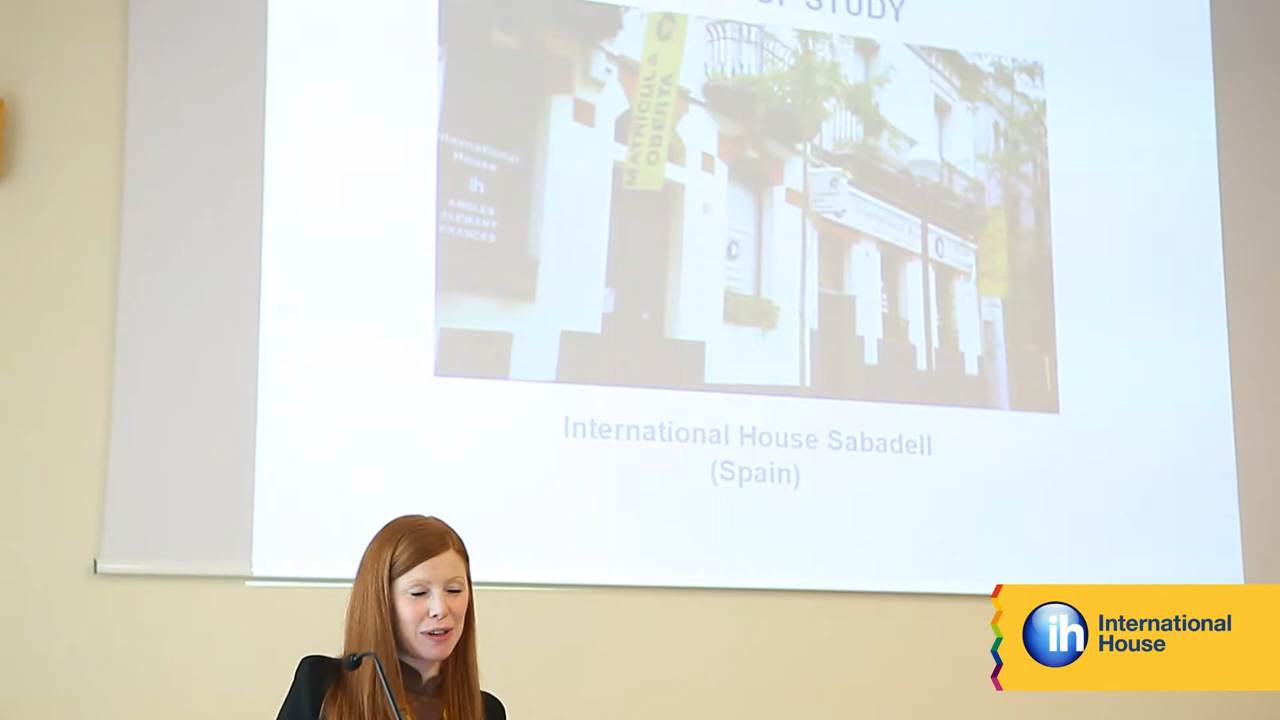 STUDY
MATRÍCULA
OBERTA
International
House
ih
ANGLÈS
ALEMANY
FRANCÈS
International House Sabadell
(Spain)
ih International
House